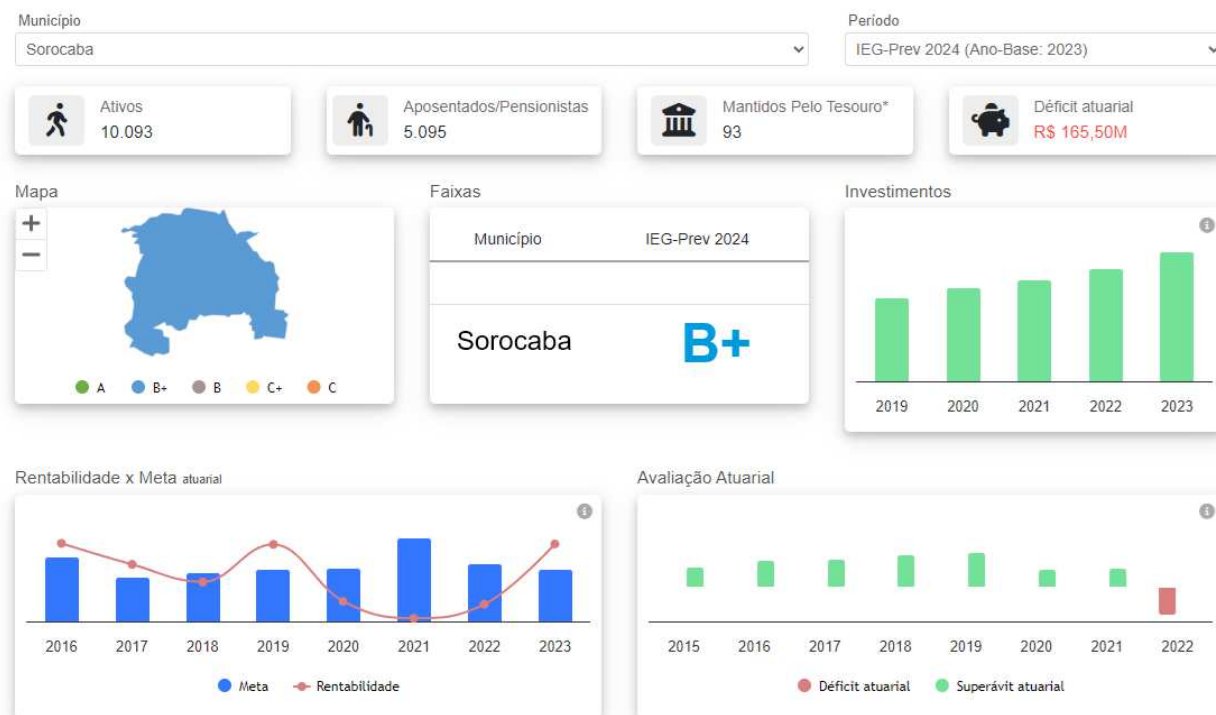 Município
Período
Sorocaba
IEG-Prev 2024 (Ano-Base: 2023)
Ativos
10.093
Aposentados/Pensionistas
5.095
Mantidos Pelo Tesouro*
93
Déficit atuarial
R$ 165,50M
Mapa
Faixas
Investimentos
+
−
Município
IEG-Prev 2024
Sorocaba
B+
A B+ B C+ C
2019 2020 2021 2022 2023
Rentabilidade x Meta atuarial
Avaliação Atuarial
2016 2017 2018 2019 2020 2021 2022 2023
Meta Rentabilidade
2015 2016 2017 2018 2019 2020 2021 2022
Déficit atuarial Superávit atuarial